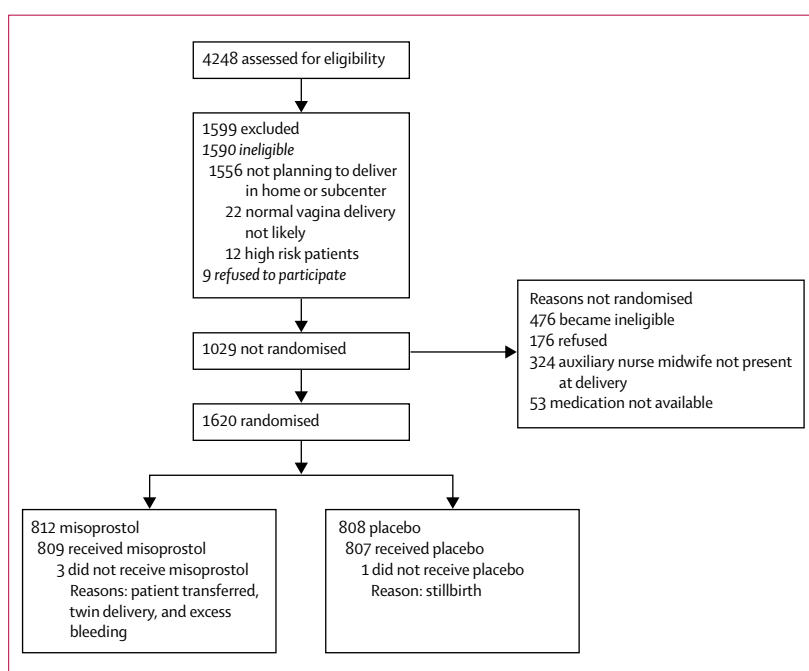 4248 assessed for eligibility
1599 excluded
1590 ineligible
1556 not planning to deliver
in home or subcenter
22 normal vagina delivery
not likely
12 high risk patients
9 refused to participate
1029 not randomised
Reasons not randomised
476 became ineligible
176 refused
324 auxiliary nurse midwife not present
at delivery
53 medication not available
1620 randomised
812 misoprostol
809 received misoprostol
3 did not receive misoprostol
Reasons: patient transferred,
twin delivery, and excess
bleeding
808 placebo
807 received placebo
1 did not receive placebo
Reason: stillbirth